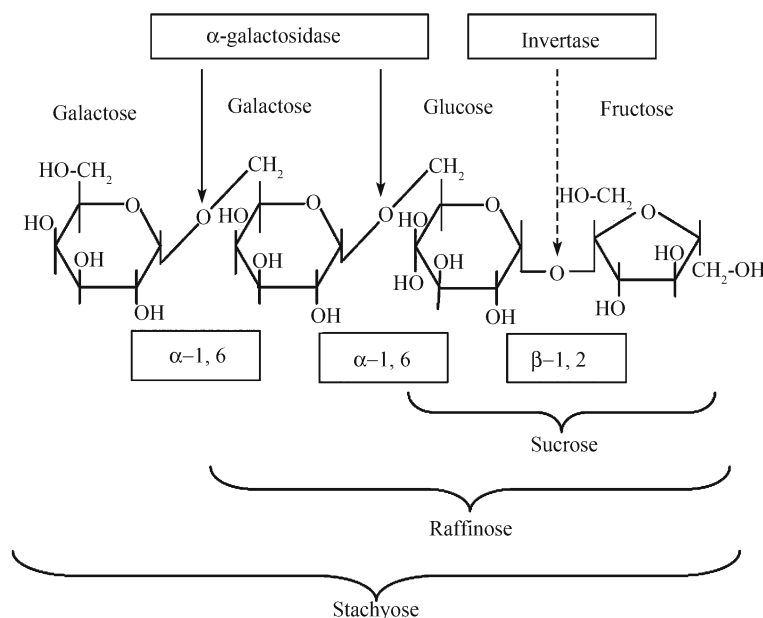 α-galactosidase Invertase
Galactose Galactose Glucose Fructose
HO-CH₂ CH₂ CH₂ HO-CH₂
O O O O O O
HO HO HO
OH OH HO OH HO
O
HO CH₂-OH
OH OH OH HO
α–1, 6 α–1, 6 β–1, 2
Sucrose
Raffinose
Stachyose